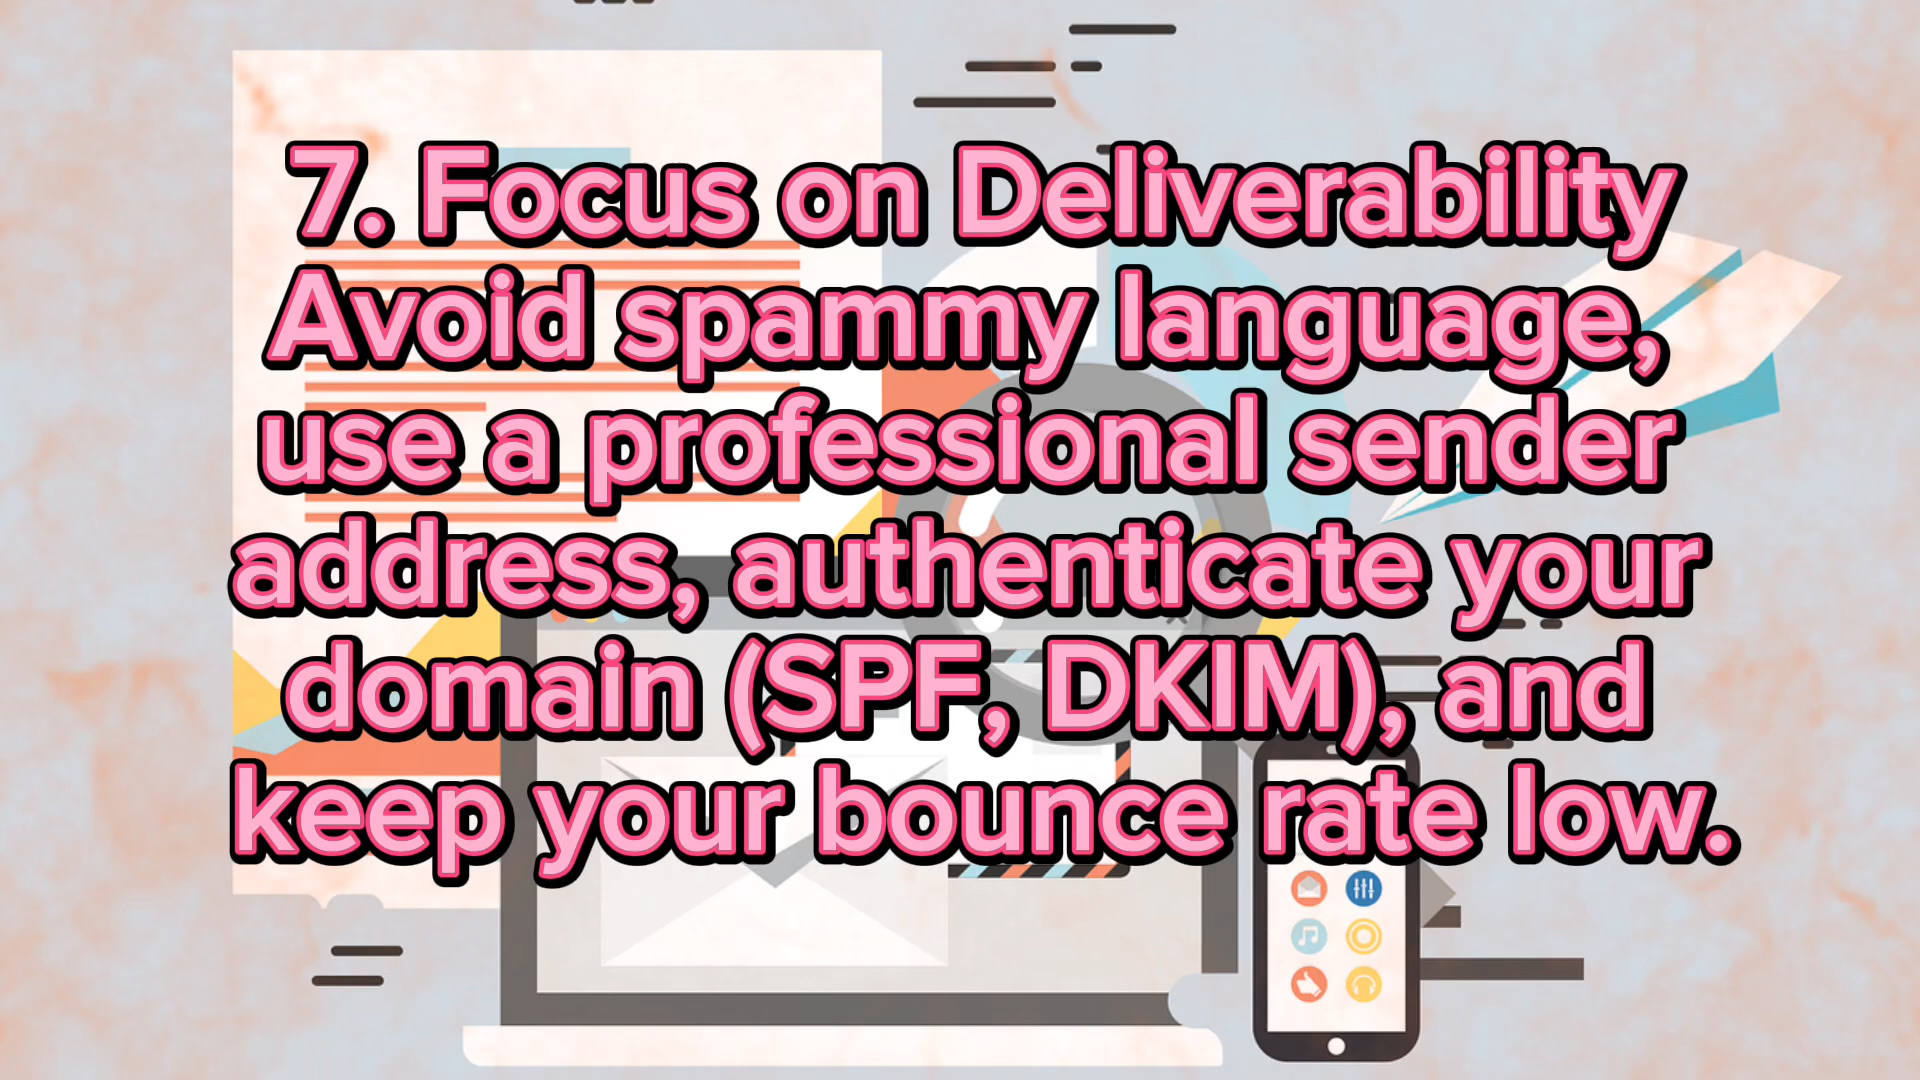 7. Focus on Deliverability
Avoid spammy language,
use a professional sender
address, authenticate your
domain (SPF, DKIM), and
keep your bounce rate low.